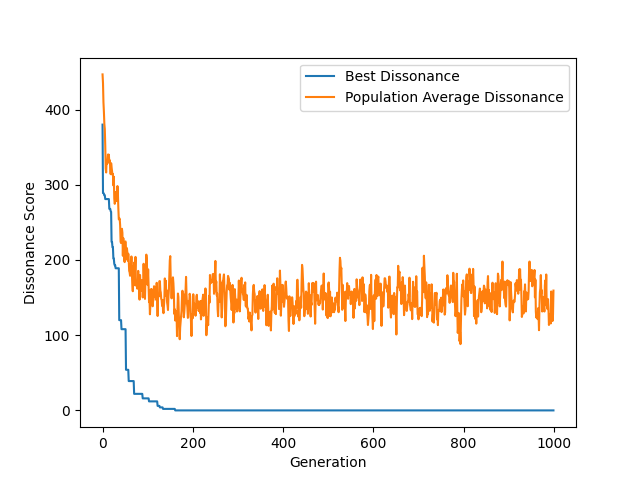 Best Dissonance
Population Average Dissonance
400
300
200
100
0
Dissonance Score
0 200 400 600 800 1000
Generation